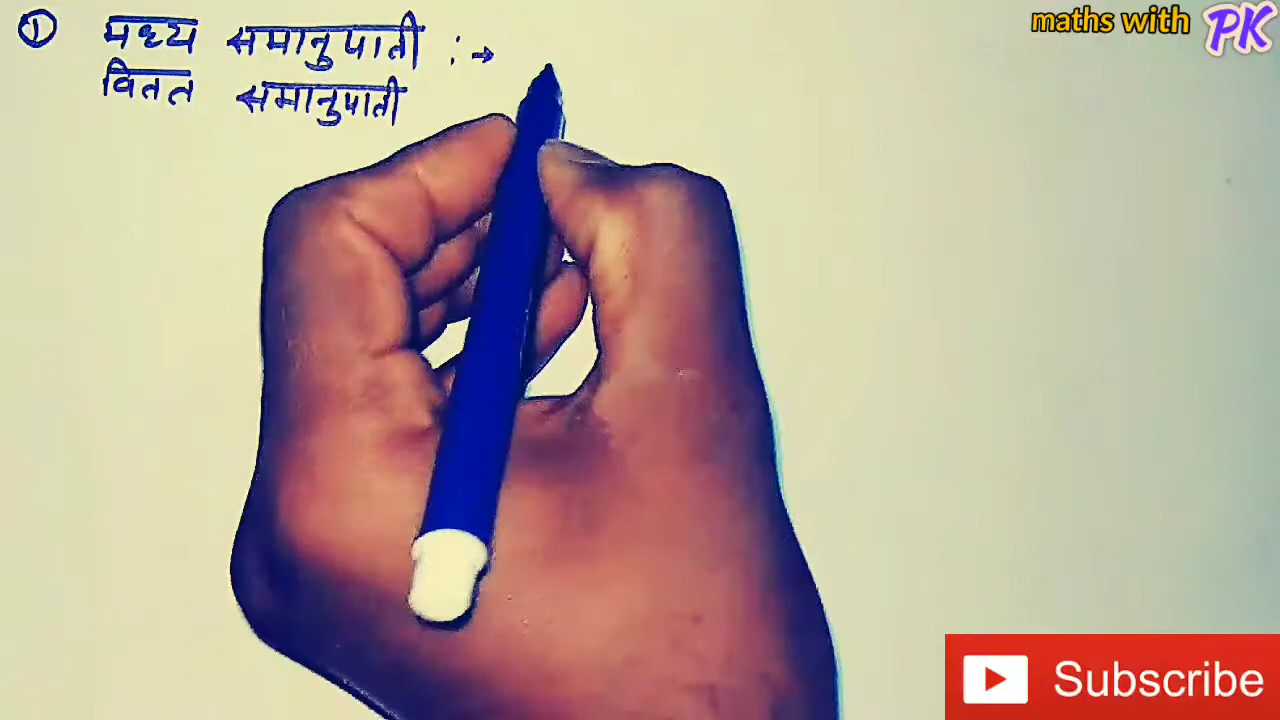 ① मध्य समानुपाती :→
वितत समानुपाती
maths with PK
Subscribe